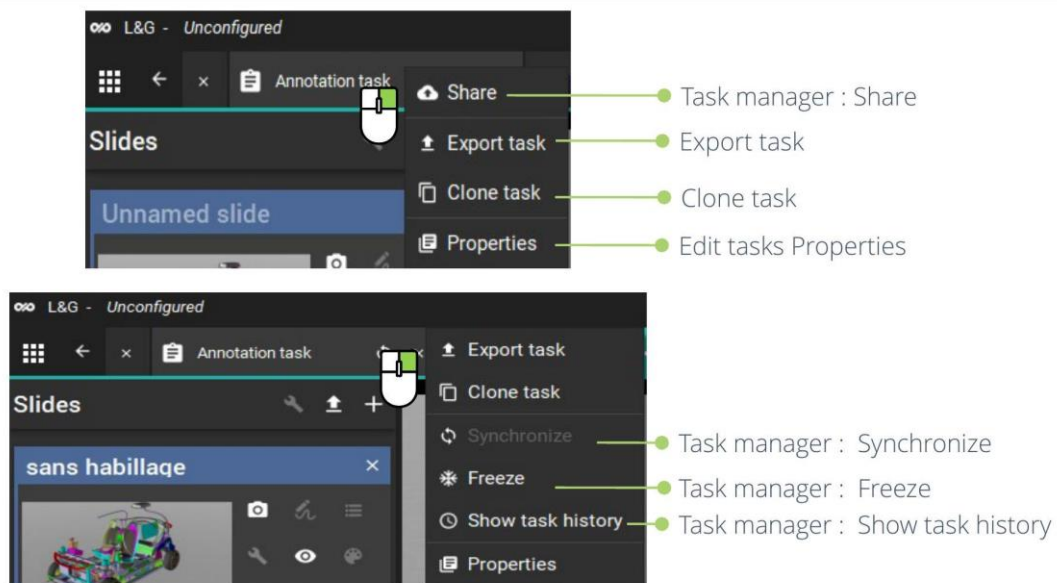 L&G - Unconfigured
Annotation task
Share
Task manager : Share
Slides
Export task
Export task
Clone task
Clone task
Unnamed slide
Properties
Edit tasks Properties
L&G - Unconfigured
Annotation task
Export task
Slides
Clone task
Synchronize
Task manager : Synchronize
sans habillage
Freeze
Task manager : Freeze
Show task history
Task manager : Show task history
Properties